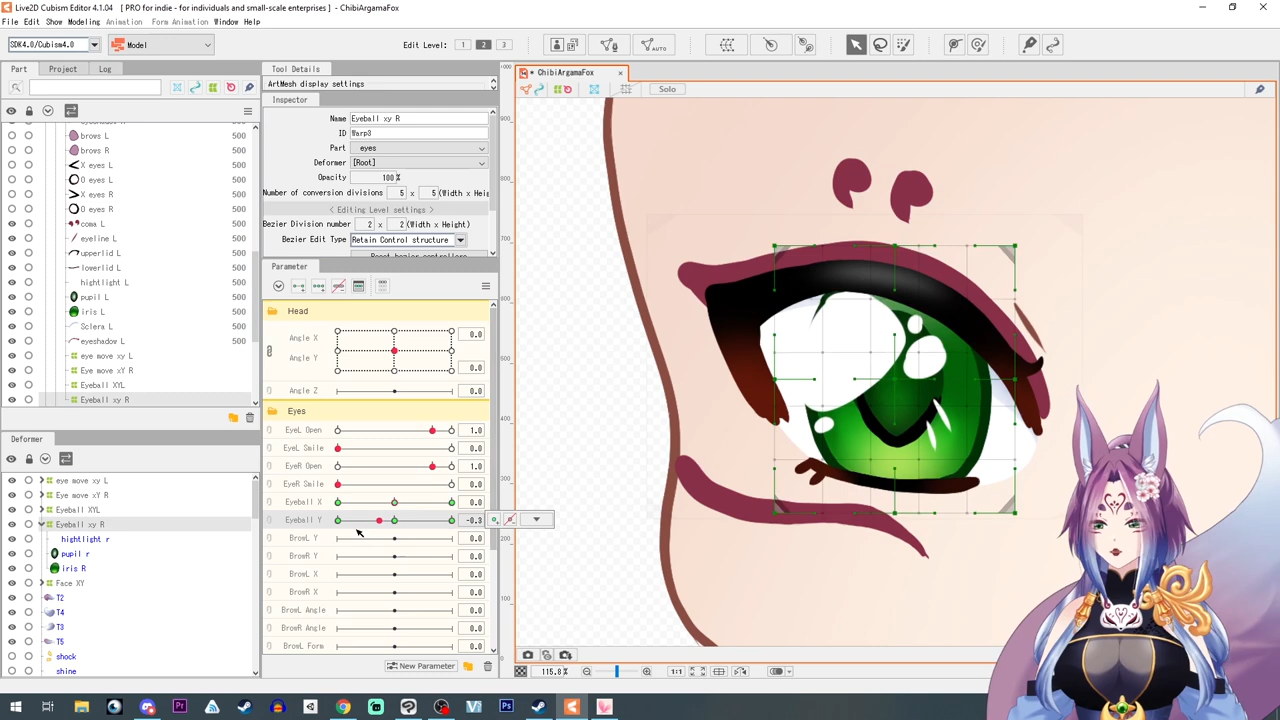 Live2D Cubism Editor 4.1.04 [ PRO for indie - for individuals and small-scale enterprises ] - ChibiArgamaFox
File Edit Show Modeling Animation Form Animation Window Help
SDK4.0/Cubism4.0 Model Edit Level: 1 2 3 AUTO
Part Project Log
Tool Details
ArtMesh display settings
Inspector
* ChibiArgamaFox
Solo
brows L 500
brows R 500
X eyes L 500
O eyes L 500
X eyes R 500
O eyes R 500
coma L 500
eyeline L 500
upperlid L 500
loverlid L 500
hightlight L 500
pupil L 500
iris L 500
Sclera L 500
eyeshadow L 500
eye move xy L
Eye move xY R
Eyeball XYL
Eyeball xy R
Name Eyeball xy R
ID Warp3
Part eyes
Deformer [Root]
Opacity 100%
Number of conversion divisions 5 x 5 (Width x Heig
< Editing Level settings >
Bezier Division number 2 x 2 (Width x Height)
Bezier Edit Type Retain Control structure
Parameter
Head
Angle X 0.0
Angle Y 0.0
Angle Z 0.0
Eyes
EyeL Open 1.0
EyeL Smile 0.0
EyeR Open 1.0
EyeR Smile 0.0
Eyeball X 0.0
Eyeball Y -0.3
BrowL Y 0.0
BrowR Y 0.0
BrowL X 0.0
BrowR X 0.0
BrowL Angle 0.0
BrowR Angle 0.0
BrowL Form 0.0
New Parameter
Deformer
eye move xy L
Eye move xY R
Eyeball XYL
Eyeball xy R
hightlight r
pupil r
iris R
Face XY
T2
T4
T3
T5
shock
shine
115.8% 1:1